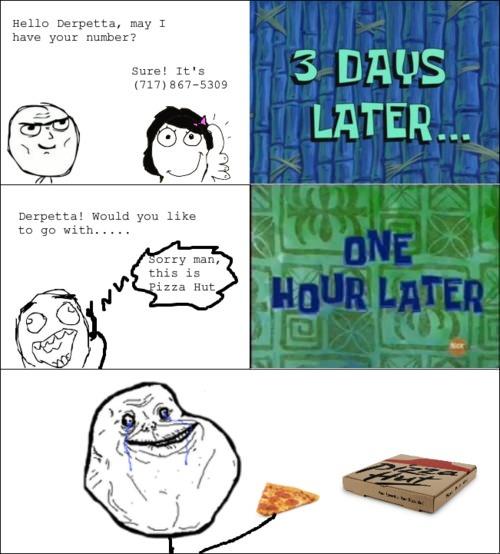 Hello Derpetta, may I
have your number?
Sure! It's
(717)867-5309
3 DAYS
LATER...
Derpetta! Would you like
to go with.....
Sorry man,
this is
Pizza Hut
ONE
HOUR LATER
Nick
Pizza
Hut